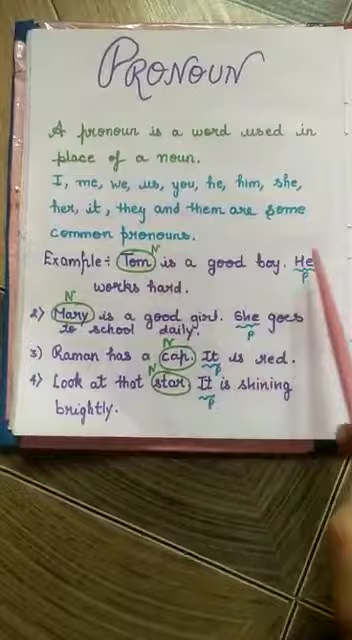 PRONOUN
A pronoun is a word used in
place of a noun.
I, me, we, us, you, he, him, she,
her, it, they and them are some
common pronouns.
N
Example:- Tom is a good boy. He
P
works hard.
N
2) Mary is a good girl. She goes
P
to school daily.
N
3) Raman has a cap. It is red.
P
N
4) Look at that star. It is shining
P
brightly.